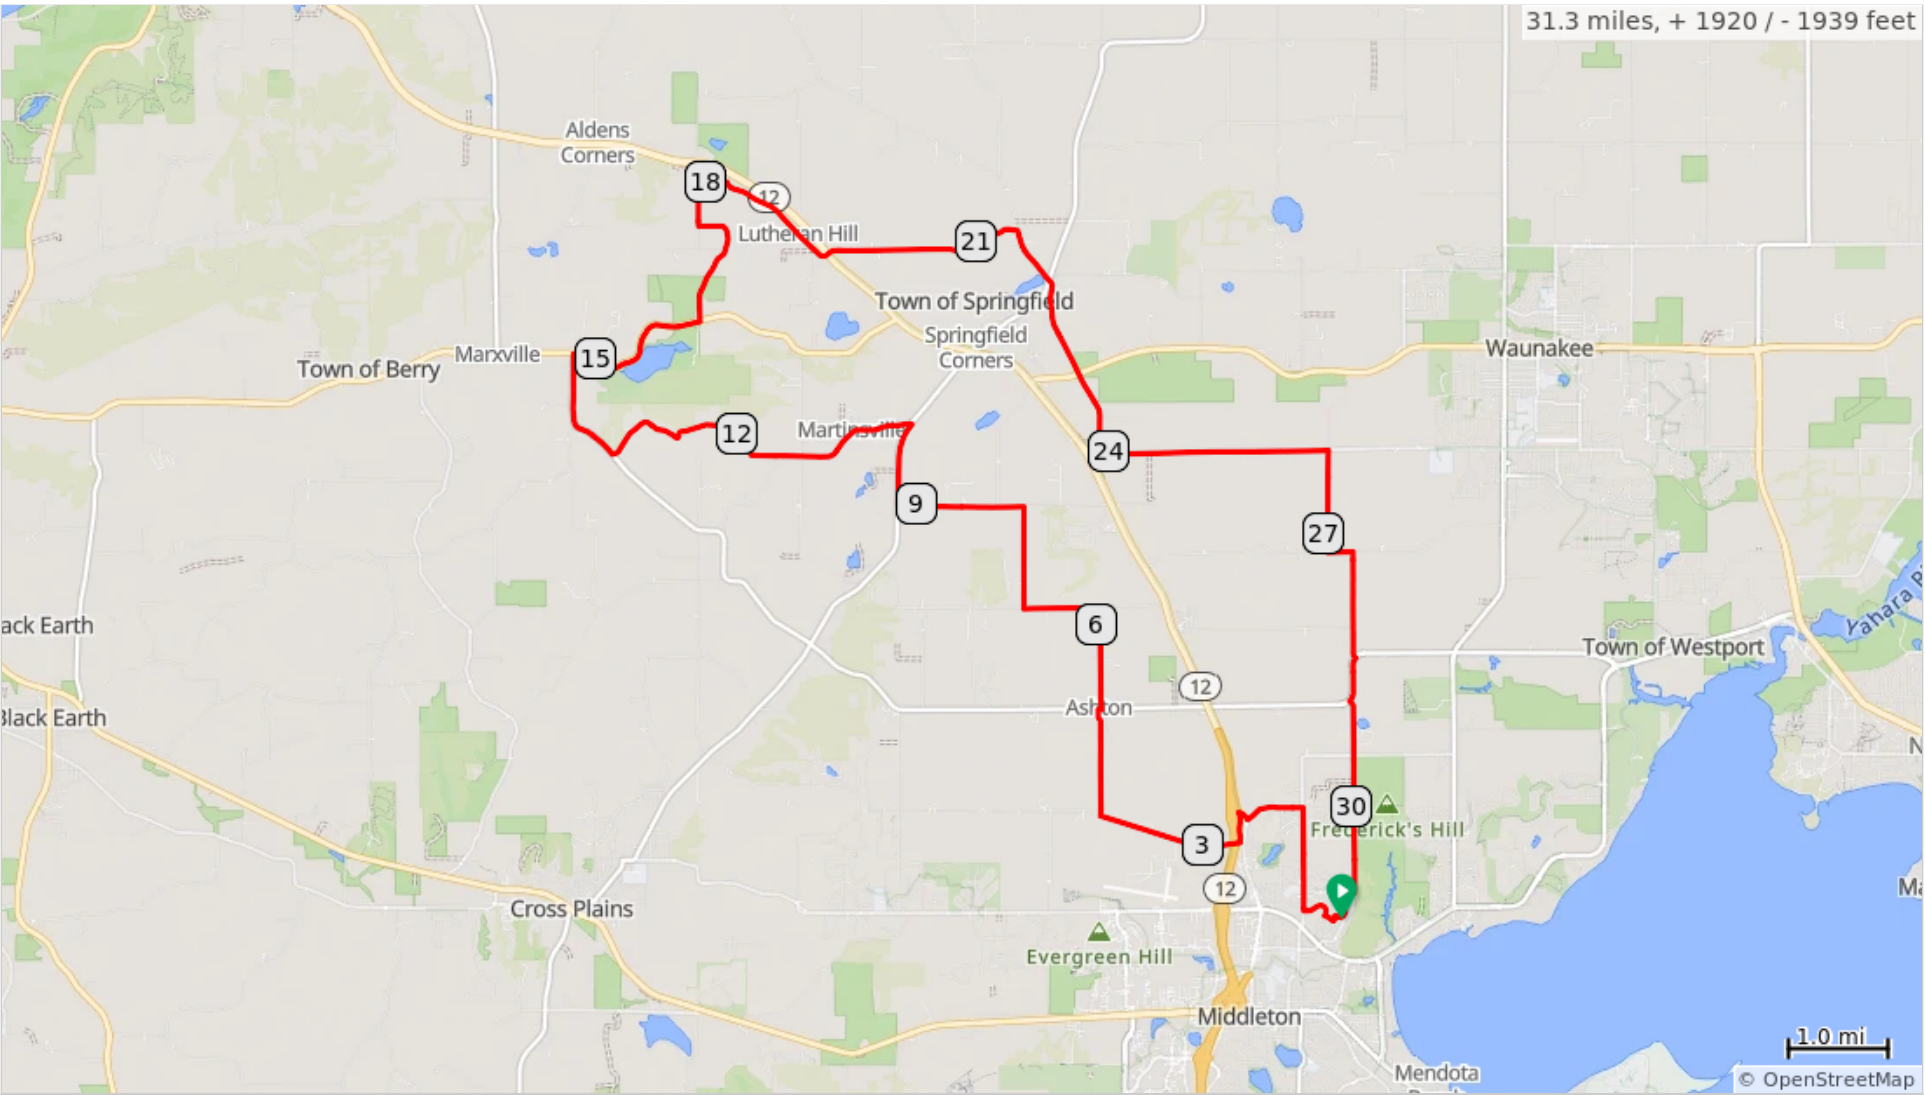 31.3 miles, + 1920 / - 1939 feet
Aldens
Corners
18
12
Lutheran Hill
21
Town of Springfield
Springfield
Corners
Marxville
15
Town of Berry
Waunakee
12
Martinsville
24
9
27
6
ack Earth
Town of Westport
Yahara R
12
Ashton
Black Earth
N
30
Frederick's Hill
3
12
Cross Plains
Ma
Evergreen Hill
Middleton
1.0 mi
Mendota
© OpenStreetMap